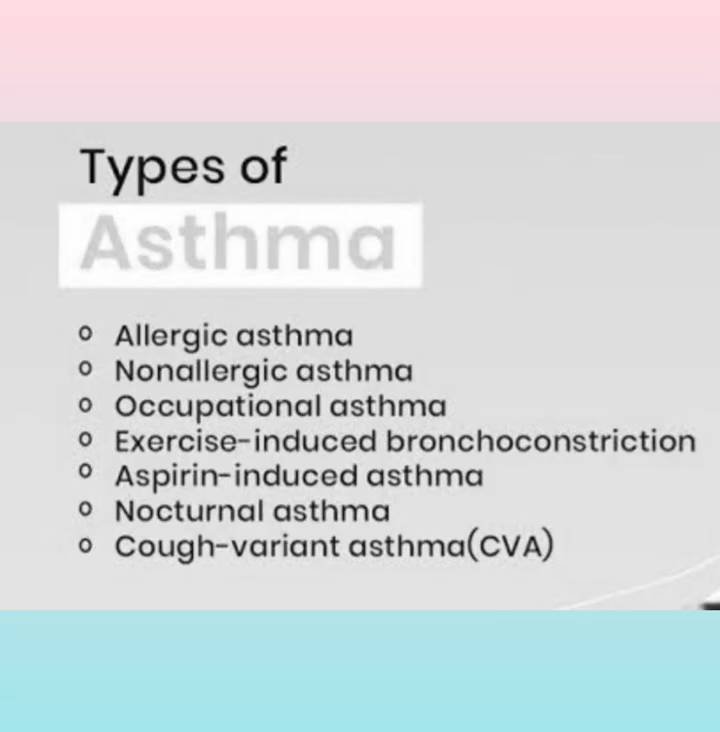 Types of
Asthma
o Allergic asthma
o Nonallergic asthma
o Occupational asthma
o Exercise-induced bronchoconstriction
o Aspirin-induced asthma
o Nocturnal asthma
o Cough-variant asthma(CVA)